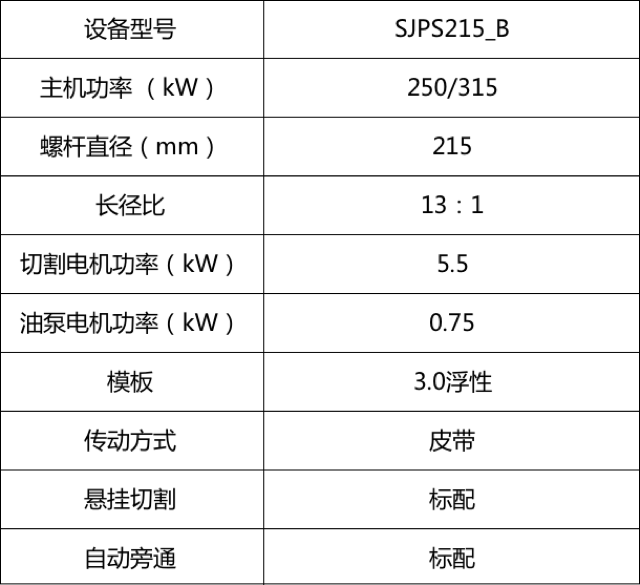 设备型号 SJPS215_B
主机功率（kW） 250/315
螺杆直径（mm） 215
长径比 13：1
切割电机功率（kW） 5.5
油泵电机功率（kW） 0.75
模板 3.0浮性
传动方式 皮带
悬挂切割 标配
自动旁通 标配